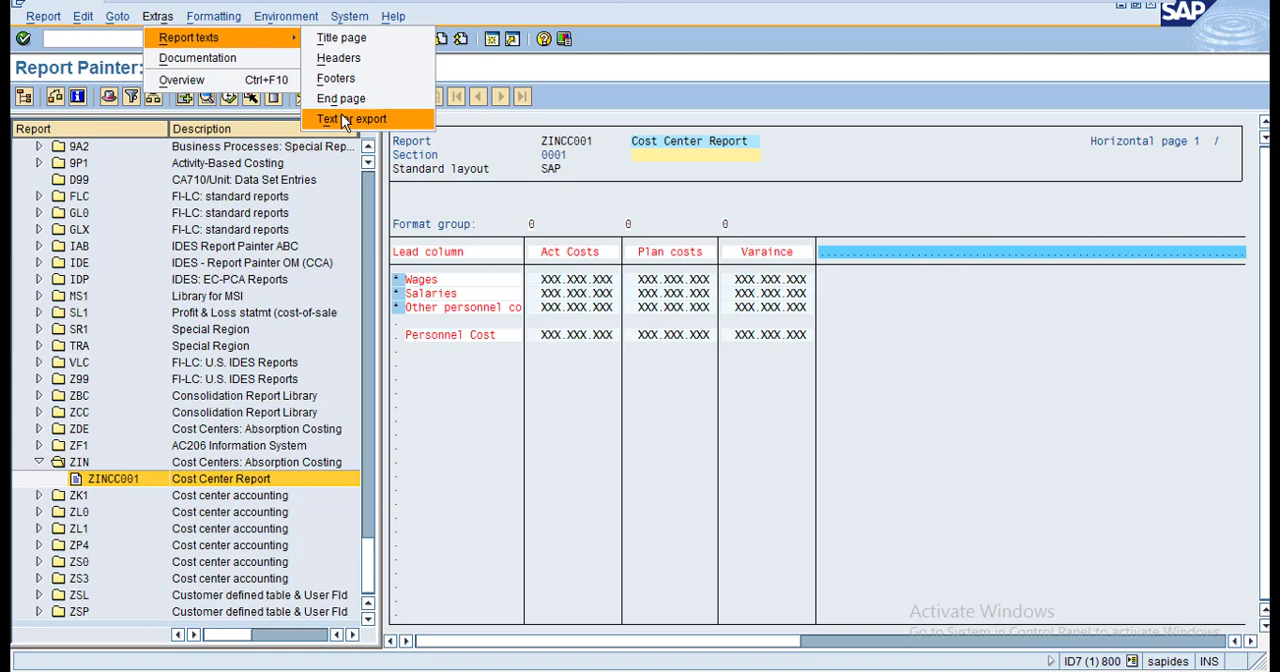 Report Edit Goto Extras Formatting Environment System Help
SAP
Report texts
Documentation
Overview Ctrl+F10
Title page
Headers
Footers
End page
Report Painter:
Report Description
9A2 Business Processes: Special Rep...
9P1 Activity-Based Costing
D99 CA710/Unit: Data Set Entries
FLC FI-LC: standard reports
GL0 FI-LC: standard reports
GLX FI-LC: standard reports
IAB IDES Report Painter ABC
IDE IDES - Report Painter OM (CCA)
IDP IDES: EC-PCA Reports
MS1 Library for MSI
SL1 Profit & Loss statmt (cost-of-sale
SR1 Special Region
TRA Special Region
VLC FI-LC: U.S. IDES Reports
Z99 FI-LC: U.S. IDES Reports
ZBC Consolidation Report Library
ZCC Consolidation Report Library
ZDE Cost Centers: Absorption Costing
ZF1 AC206 Information System
ZIN Cost Centers: Absorption Costing
ZINCC001 Cost Center Report
ZK1 Cost center accounting
ZL0 Cost center accounting
ZL1 Cost center accounting
ZP4 Cost center accounting
ZS0 Cost center accounting
ZS3 Cost center accounting
ZSL Customer defined table & User Fld
ZSP Customer defined table & User Fld
Report ZINCC001 Cost Center Report Horizontal page 1 /
Section 0001
Standard layout SAP
Format group: 0 0 0
Lead column Act Costs Plan costs Varaince
Wages XXX.XXX.XXX XXX.XXX.XXX XXX.XXX.XXX
Salaries XXX.XXX.XXX XXX.XXX.XXX XXX.XXX.XXX
Other personnel co XXX.XXX.XXX XXX.XXX.XXX XXX.XXX.XXX
Personnel Cost XXX.XXX.XXX XXX.XXX.XXX XXX.XXX.XXX
Activate Windows
Go to System in Control Panel to activate Windows.
ID7 (1) 800 sapides INS